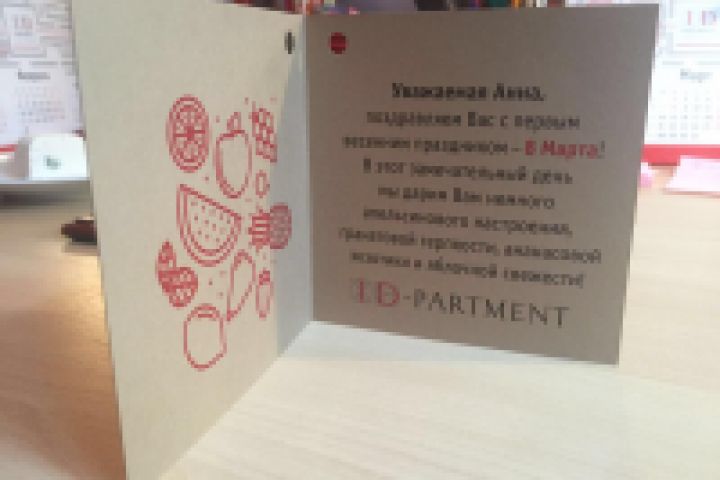 Уважаемая Анна,
поздравляем Вас с первым
весенним праздником – 8 Марта!
В этот замечательный день
мы дарим Вам немного
апельсинового настроения,
гранатовой терпкости, ананасовой
экзотики и яблочной свежести!
ID-PARTMENT